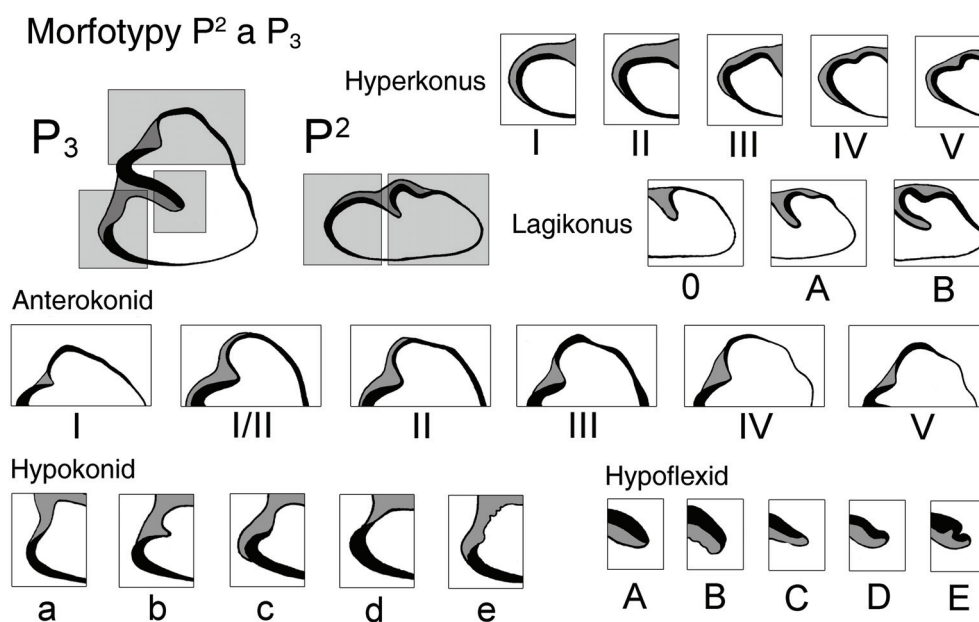 Morfotypy P² a P₃
P₃
P²
Hyperkonus
I II III IV V
Lagikonus
0 A B
Anterokonid
I I/II II III IV V
Hypokonid
a b c d e
Hypoflexid
A B C D E